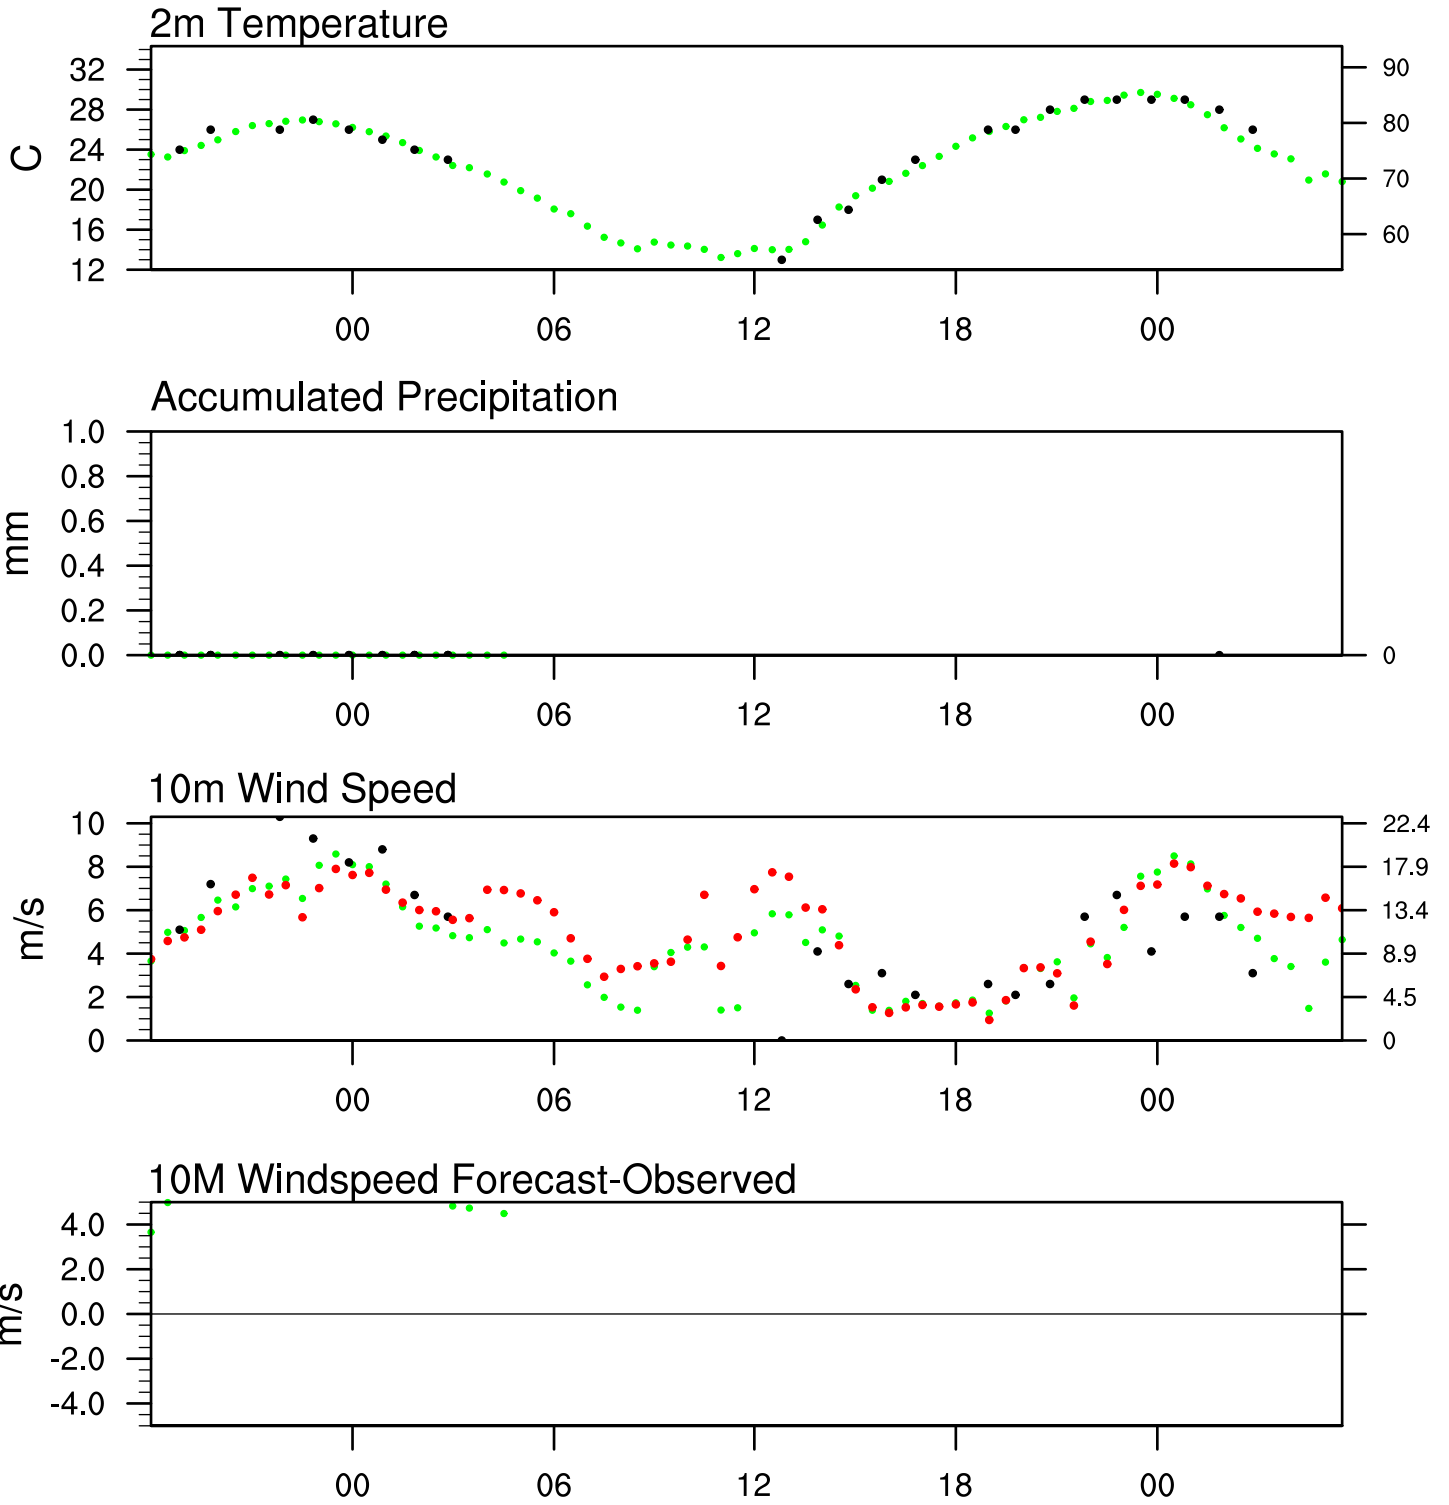 2m Temperature
32
28
24
20
16
12
C
90
80
70
60
00 06 12 18 00
Accumulated Precipitation
1.0
0.8
0.6
0.4
0.2
0.0
mm
0
00 06 12 18 00
10m Wind Speed
10
8
6
4
2
0
m/s
22.4
17.9
13.4
8.9
4.5
0
00 06 12 18 00
10M Windspeed Forecast-Observed
4.0
2.0
0.0
-2.0
-4.0
m/s
00 06 12 18 00